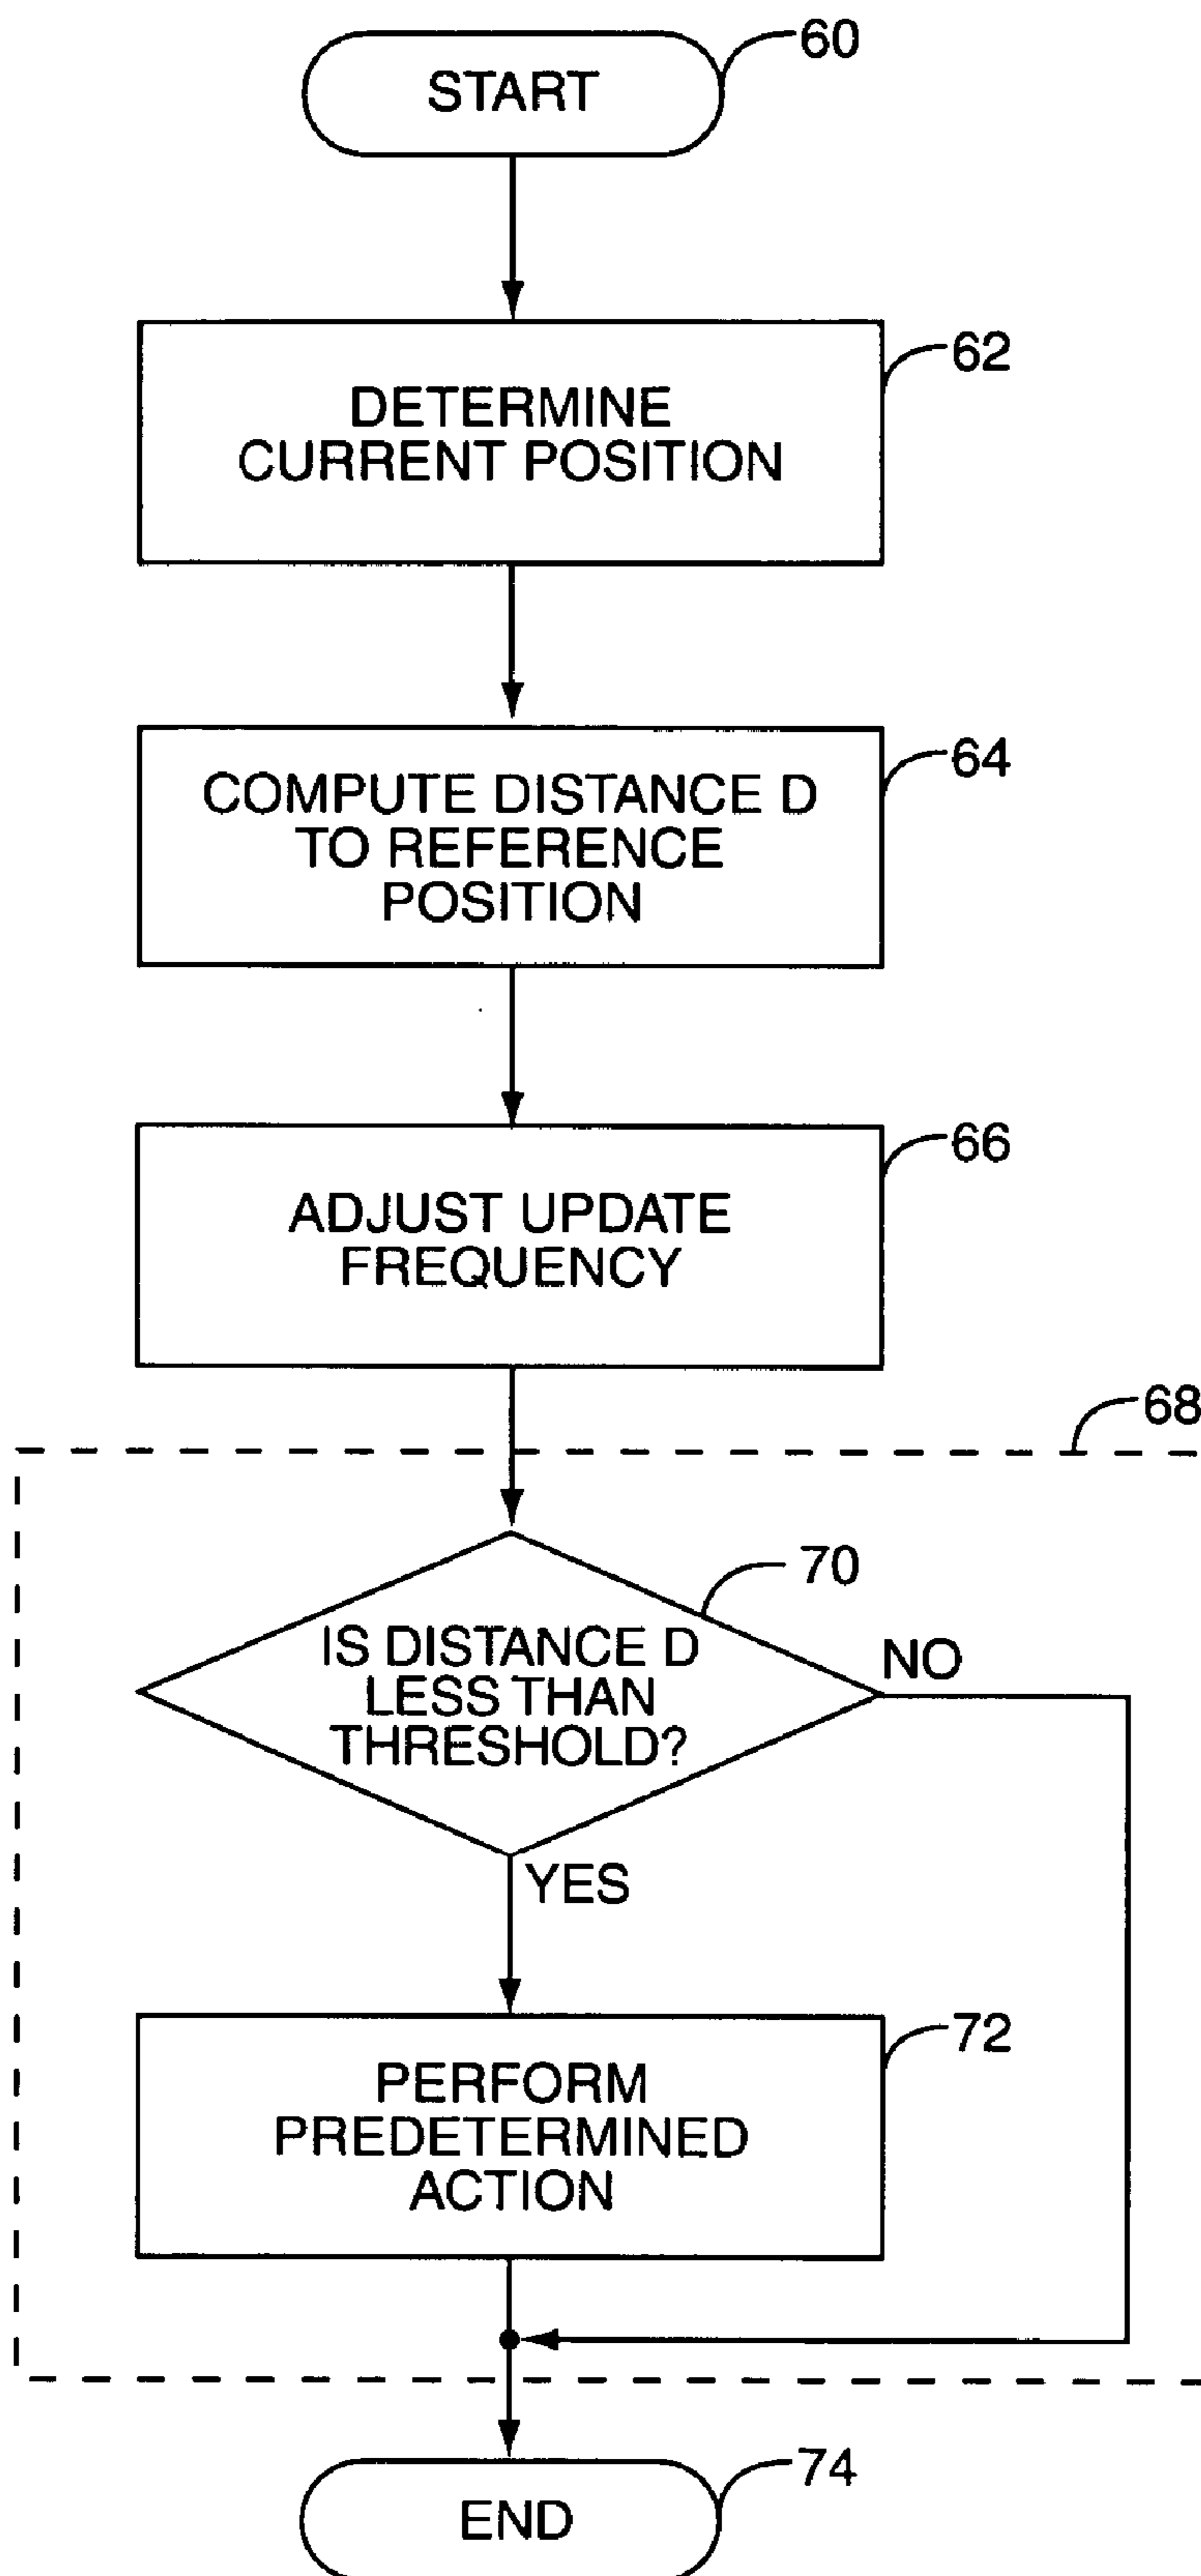 START
60
DETERMINE
CURRENT POSITION
62
COMPUTE DISTANCE D
TO REFERENCE
POSITION
64
ADJUST UPDATE
FREQUENCY
66
68
70
IS DISTANCE D
LESS THAN
THRESHOLD?
NO
YES
PERFORM
PREDETERMINED
ACTION
72
END
74